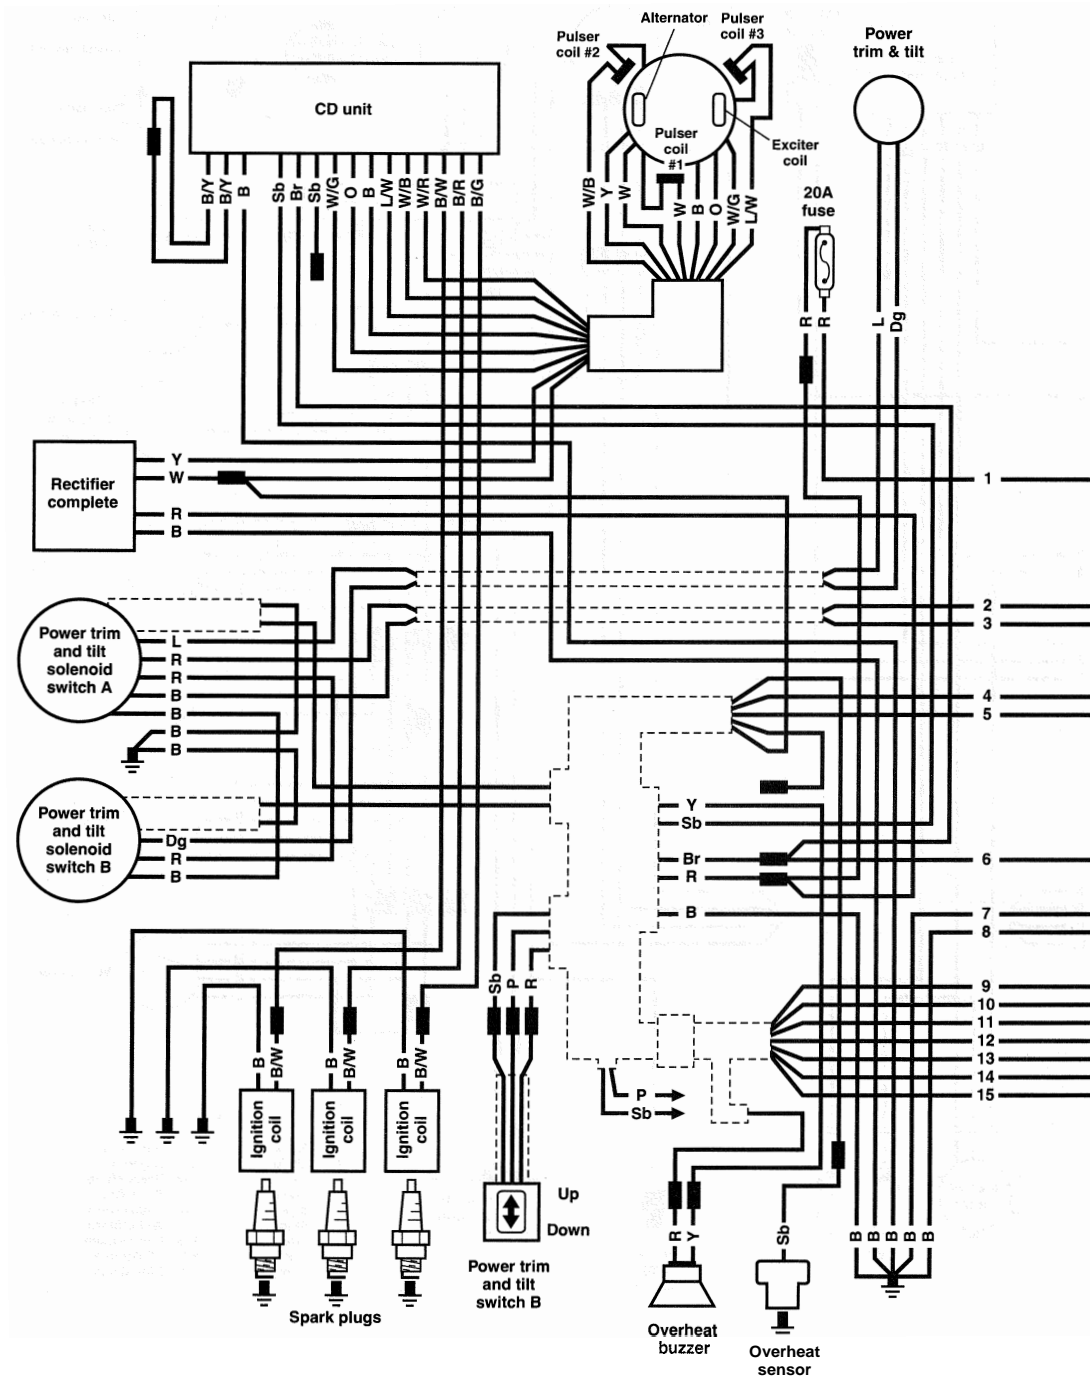 Alternator
Pulser
coil #2
Pulser
coil #3
Power
trim & tilt
CD unit
Pulser
coil
#1
Exciter
coil
20A
fuse
B/Y
B/Y
B
Sb
Br
Sb
W/G
O
B
L/W
W/B
W/R
B/W
B/R
B/G
W/B
Y
W
W
B
O
W/G
L/W
R
R
L
Dg
Rectifier
complete
Y
W
R
B
1
2
3
Power trim
and tilt
solenoid
switch A
L
R
R
B
B
B
B
4
5
Power trim
and tilt
solenoid
switch B
Dg
R
B
Y
Sb
Br
R
B
6
7
8
Sb
P
R
9
10
11
12
13
14
15
B
B/W
B
B/W
B
B/W
P
Sb
Ignition
coil
Ignition
coil
Ignition
coil
Up
Down
R
Y
Sb
B
B
B
B
B
Power trim
and tilt
switch B
Spark plugs
Overheat
buzzer
Overheat
sensor